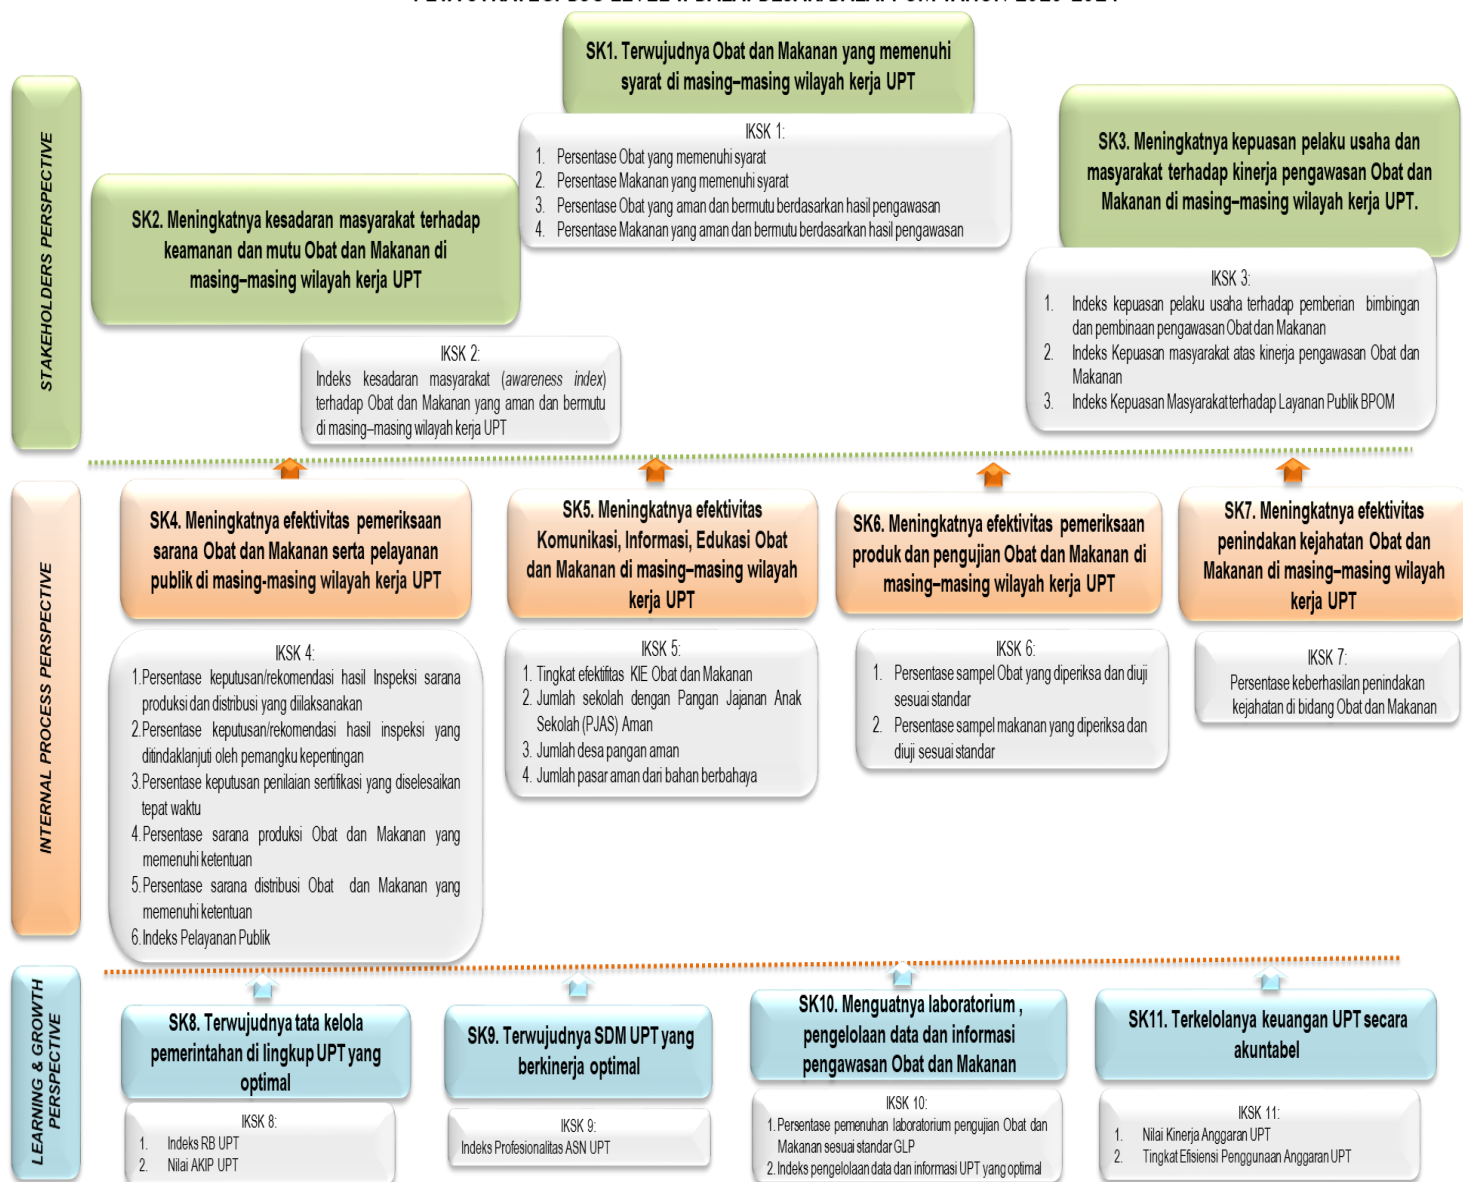 PETA STRATEGI BSC LEVEL II BALAI BESAR/BALAI POM TAHUN 2020-2024
STAKEHOLDERS PERSPECTIVE
SK1. Terwujudnya Obat dan Makanan yang memenuhi
syarat di masing–masing wilayah kerja UPT
IKSK 1:
1. Persentase Obat yang memenuhi syarat
2. Persentase Makanan yang memenuhi syarat
3. Persentase Obat yang aman dan bermutu berdasarkan hasil pengawasan
4. Persentase Makanan yang aman dan bermutu berdasarkan hasil pengawasan
SK2. Meningkatnya kesadaran masyarakat terhadap
keamanan dan mutu Obat dan Makanan di
masing–masing wilayah kerja UPT
IKSK 2:
Indeks kesadaran masyarakat (awareness index)
terhadap Obat dan Makanan yang aman dan bermutu
di masing–masing wilayah kerja UPT
SK3. Meningkatnya kepuasan pelaku usaha dan
masyarakat terhadap kinerja pengawasan Obat dan
Makanan di masing–masing wilayah kerja UPT.
IKSK 3:
1. Indeks kepuasan pelaku usaha terhadap pemberian bimbingan
dan pembinaan pengawasan Obat dan Makanan
2. Indeks Kepuasan masyarakat atas kinerja pengawasan Obat dan
Makanan
3. Indeks Kepuasan Masyarakat terhadap Layanan Publik BPOM
INTERNAL PROCESS PERSPECTIVE
SK4. Meningkatnya efektivitas pemeriksaan
sarana Obat dan Makanan serta pelayanan
publik di masing-masing wilayah kerja UPT
IKSK 4:
1. Persentase keputusan/rekomendasi hasil Inspeksi sarana
produksi dan distribusi yang diilaksanakan
2. Persentase keputusan/rekomendasi hasil inspeksi yang
ditindaklanjuti oleh pemangku kepentingan
3. Persentase keputusan penilaian sertifikasi yang diselesaikan
tepat waktu
4. Persentase sarana produksi Obat dan Makanan yang
memenuhi ketentuan
5. Persentase sarana distribusi Obat dan Makanan yang
memenuhi ketentuan
6. Indeks Pelayanan Publik
SK5. Meningkatnya efektivitas
Komunikasi, Informasi, Edukasi Obat
dan Makanan di masing–masing wilayah
kerja UPT
IKSK 5:
1. Tingkat efektifitas KIE Obat dan Makanan
2. Jumlah sekolah dengan Pangan Jajanan Anak
Sekolah (PJAS) Aman
3. Jumlah desa pangan aman
4. Jumlah pasar aman dari bahan berbahaya
SK6. Meningkatnya efektivitas pemeriksaan
produk dan pengujian Obat dan Makanan di
masing–masing wilayah kerja UPT
IKSK 6:
1. Persentase sampel Obat yang diperiksa dan diuji
sesuai standar
2. Persentase sampel makanan yang diperiksa dan
diuji sesuai standar
SK7. Meningkatnya efektivitas
penindakan kejahatan Obat dan
Makanan di masing–masing wilayah
kerja UPT
IKSK 7:
Persentase keberhasilan penindakan
kejahatan di bidang Obat dan Makanan
LEARNING & GROWTH
PERSPECTIVE
SK8. Terwujudnya tata kelola
pemerintahan di lingkup UPT yang
optimal
IKSK 8:
1. Indeks RB UPT
2. Nilai AKIP UPT
SK9. Terwujudnya SDM UPT yang
berkinerja optimal
IKSK 9:
Indeks Profesionalitas ASN UPT
SK10. Menguatnya laboratorium ,
pengelolaan data dan informasi
pengawasan Obat dan Makanan
IKSK 10:
1. Persentase pemenuhan laboratorium pengujian Obat dan
Makanan sesuai standar GLP
2. Indeks pengelolaan data dan informasi UPT yang optimal
SK11. Terkelolanya keuangan UPT secara
akuntabel
IKSK 11:
1. Nilai Kinerja Anggaran UPT
2. Tingkat Efisiensi Penggunaan Anggaran UPT